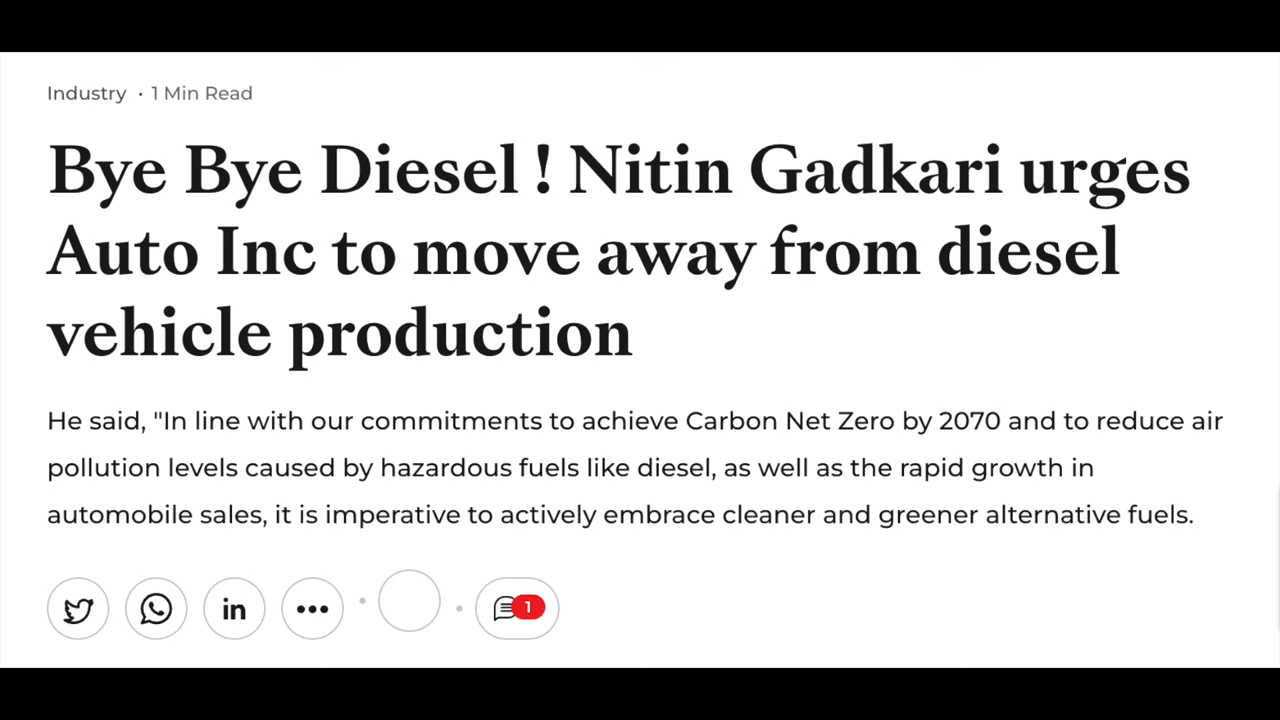 Industry • 1 Min Read
Bye Bye Diesel ! Nitin Gadkari urges
Auto Inc to move away from diesel
vehicle production
He said, "In line with our commitments to achieve Carbon Net Zero by 2070 and to reduce air
pollution levels caused by hazardous fuels like diesel, as well as the rapid growth in
automobile sales, it is imperative to actively embrace cleaner and greener alternative fuels.
in
1